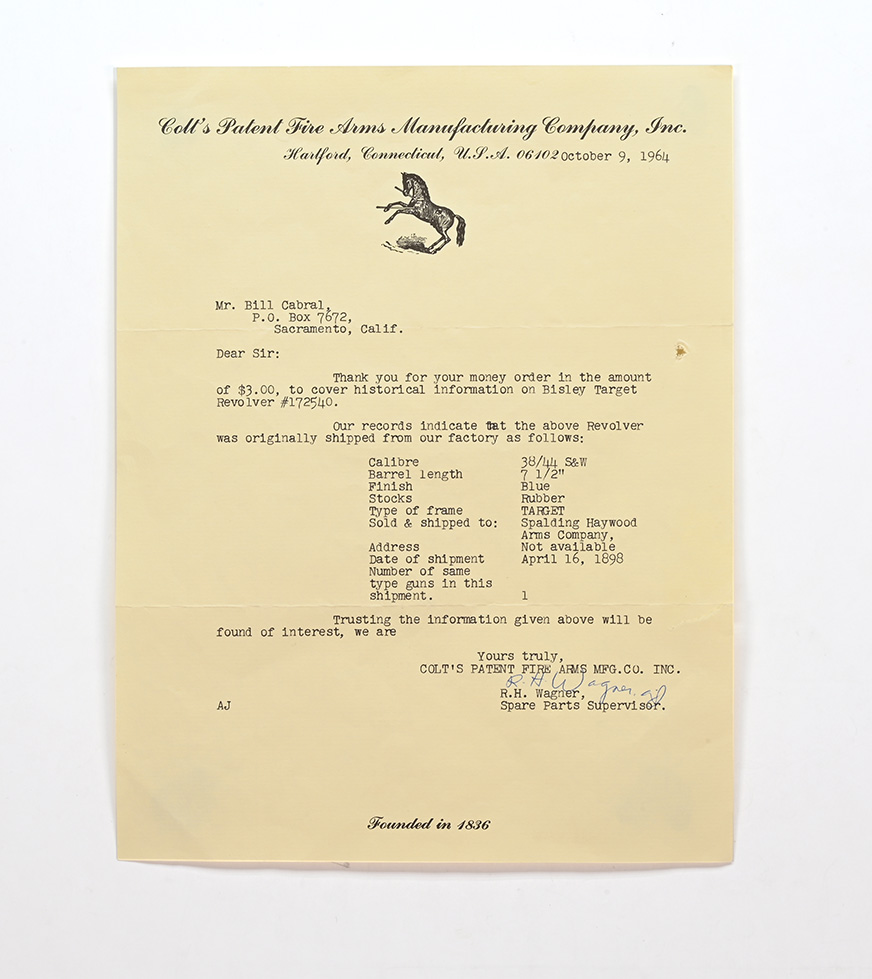 Colt's Patent Fire Arms Manufacturing Company, Inc.
Hartford, Connecticut, U.S.A. 06102 October 9, 1964
Mr. Bill Cabral,
P.O. Box 7672,
Sacramento, Calif.
Dear Sir:
Thank you for your money order in the amount
of $3.00, to cover historical information on Bisley Target
Revolver #172540.
Our records indicate tat the above Revolver
was originally shipped from our factory as follows:
Calibre 38/44 S&W
Barrel length 7 1/2"
Finish Blue
Stocks Rubber
Type of frame TARGET
Sold & shipped to: Spalding Haywood
Arms Company,
Address Not available
Date of shipment April 16, 1898
Number of same
type guns in this
shipment. 1
Trusting the information given above will be
found of interest, we are
Yours truly,
COLT'S PATENT FIRE ARMS MFG.CO. INC.
R H Wagner aj
R.H. Wagner,
AJ Spare Parts Supervisor.
Founded in 1836